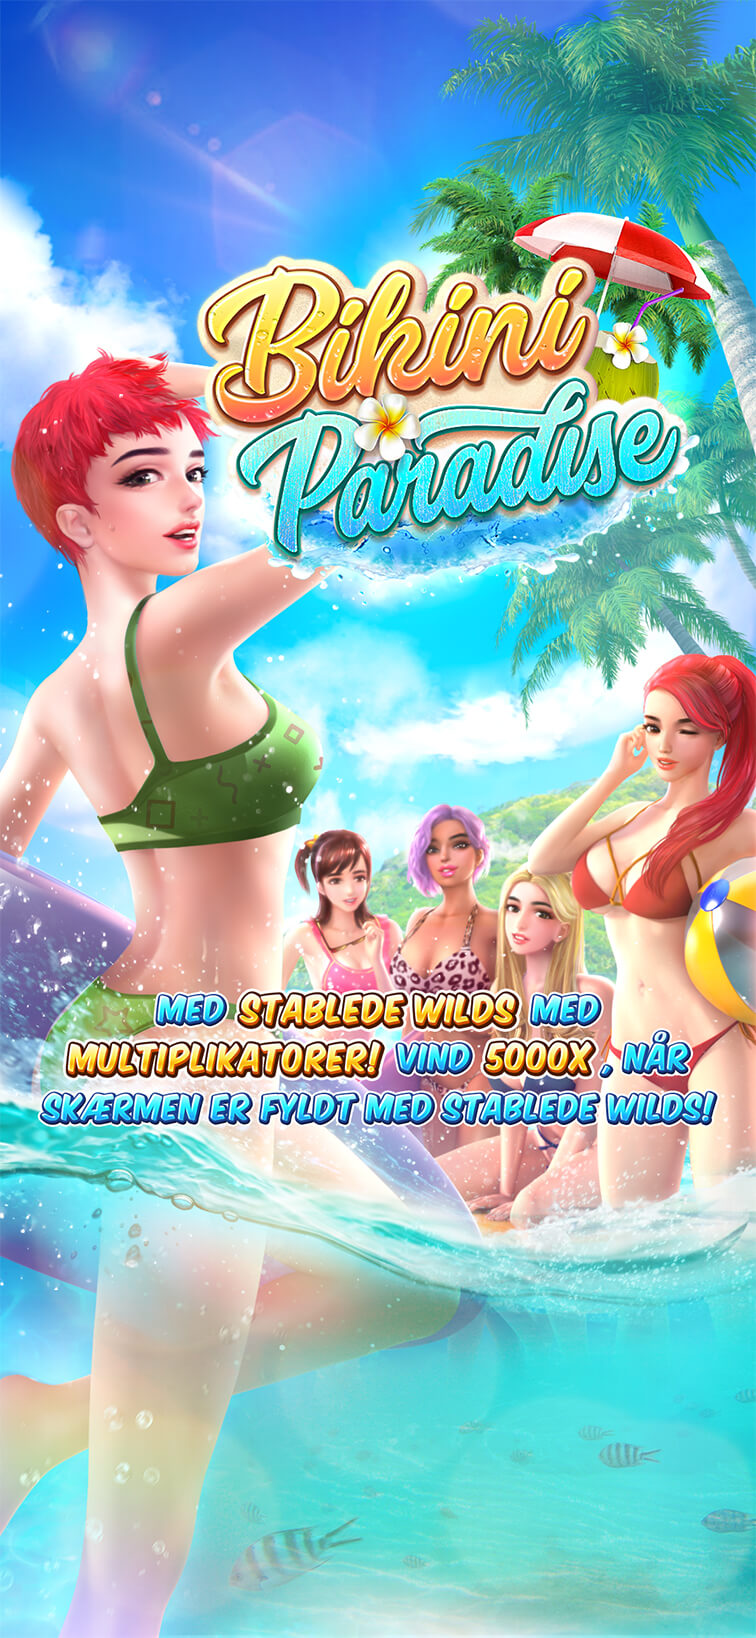 Bikini
Paradise
MED STABLEDE WILDS MED
MULTIPLIKATORER! VIND 5000X, NÅR
SKÆRMEN ER FYLDT MED STABLEDE WILDS!